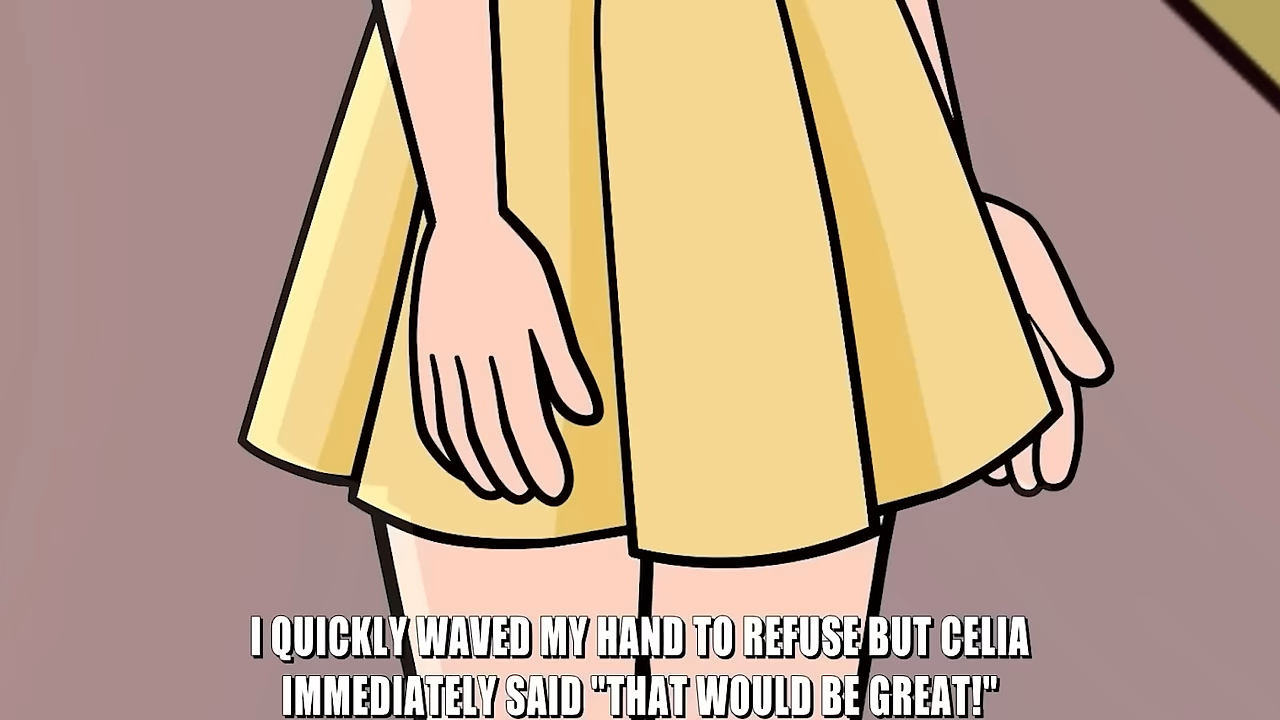 I QUICKLY WAVED MY HAND TO REFUSE BUT CELIA
IMMEDIATELY SAID "THAT WOULD BE GREAT!"